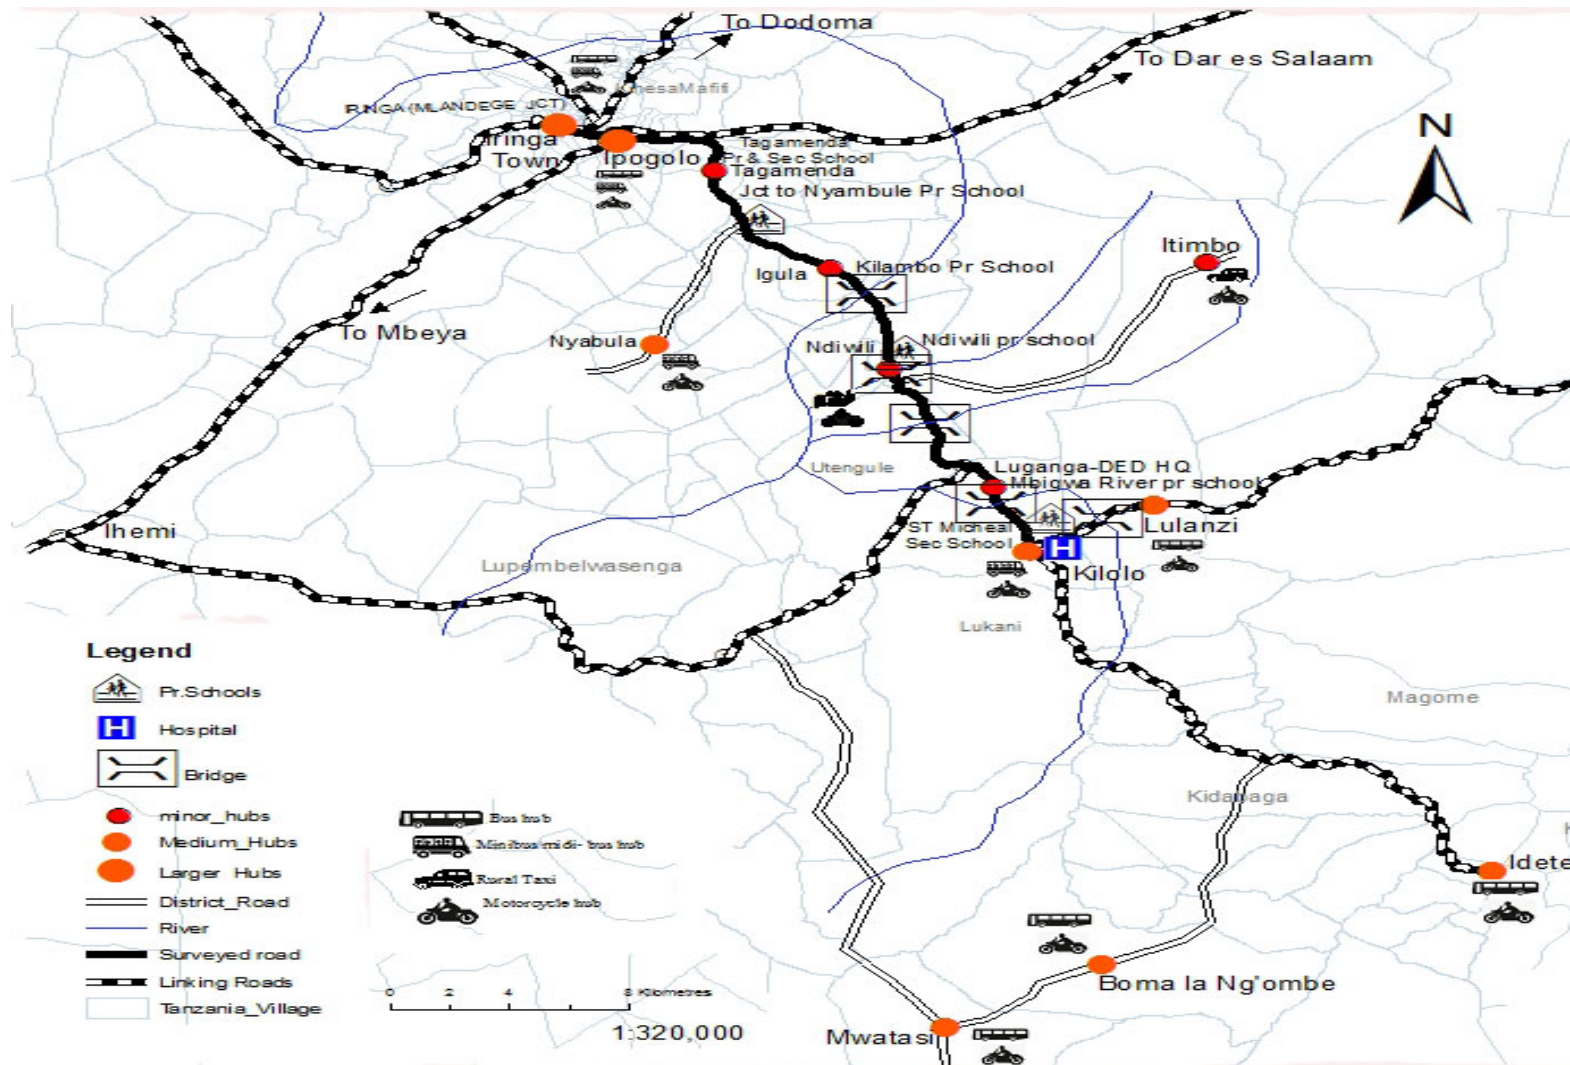 To Dodoma
To Dar es Salaam
N
IRINGA (MLANDEGE JCT)
Iringa
Town
Ipogolo
Tagamenda
Pr & Sec School
Tagamenda
Jct to Nyambule Pr School
Itimbo
Igula
Kilambo Pr School
To Mbeya
Nyabula
Ndiwili
Ndiwili pr school
Utengule
Luganga-DED HQ
Mbigwa River pr school
Lulanzi
ST Micheal
Sec School
H
Kilolo
Ihemi
Lupembelwasenga
Lukani
Magome
Kidabaga
Idete
Boma la Ng'ombe
Mwatasi
Legend
Pr.Schools
H
Hospital
Bridge
minor_hubs
Medium_Hubs
Larger Hubs
District_Road
River
Surveyed road
Linking Roads
Tanzania_Village
Bus hub
Minibus/midi- bus hub
Rural Taxi
Motorcycle hub
0 2 4 8 Kilometres
1:320,000